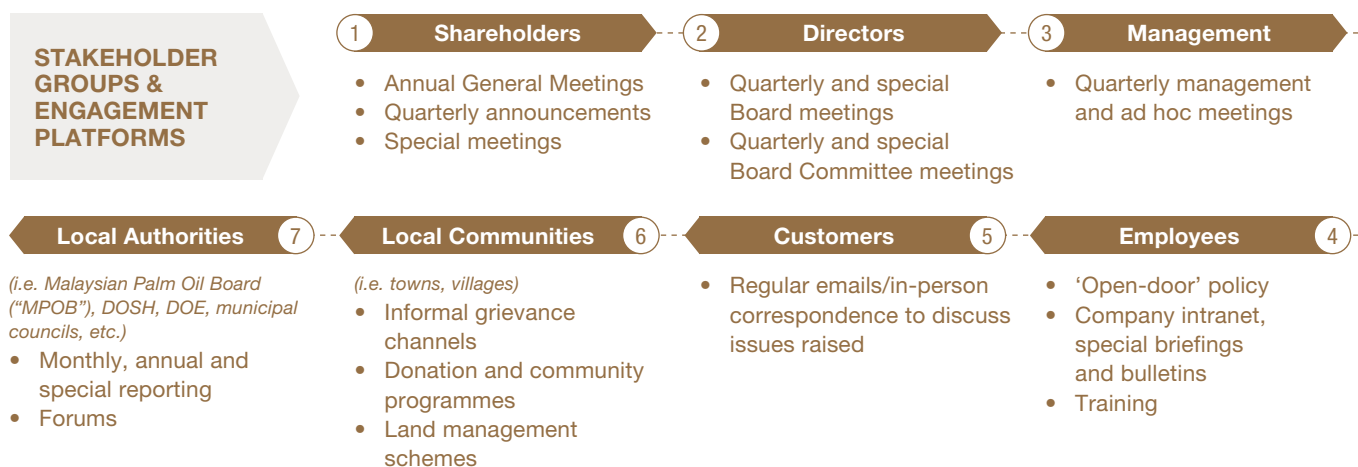 STAKEHOLDER
GROUPS &
ENGAGEMENT
PLATFORMS
1 Shareholders
• Annual General Meetings
• Quarterly announcements
• Special meetings
2 Directors
• Quarterly and special
Board meetings
• Quarterly and special
Board Committee meetings
3 Management
• Quarterly management
and ad hoc meetings
Employees 4
• ‘Open-door’ policy
• Company intranet,
special briefings
and bulletins
• Training
Customers 5
• Regular emails/in-person
correspondence to discuss
issues raised
Local Communities 6
(i.e. towns, villages)
• Informal grievance
channels
• Donation and community
programmes
• Land management
schemes
Local Authorities 7
(i.e. Malaysian Palm Oil Board
(“MPOB”), DOSH, DOE, municipal
councils, etc.)
• Monthly, annual and
special reporting
• Forums